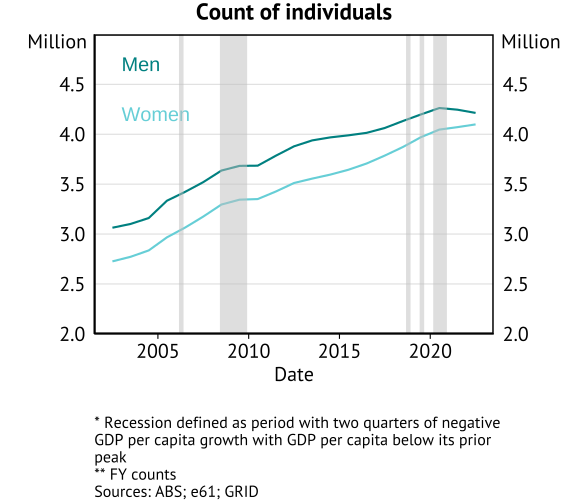 Count of individuals
Million
Million
Men
Women
4.5
4.5
4.0
4.0
3.5
3.5
3.0
3.0
2.5
2.5
2.0
2.0
2005
2010
2015
2020
Date
* Recession defined as period with two quarters of negative
GDP per capita growth with GDP per capita below its prior
peak
** FY counts
Sources: ABS; e61; GRID